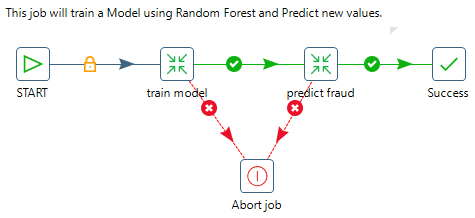 This job will train a Model using Random Forest and Predict new values.
START
train model
predict fraud
Success
Abort job